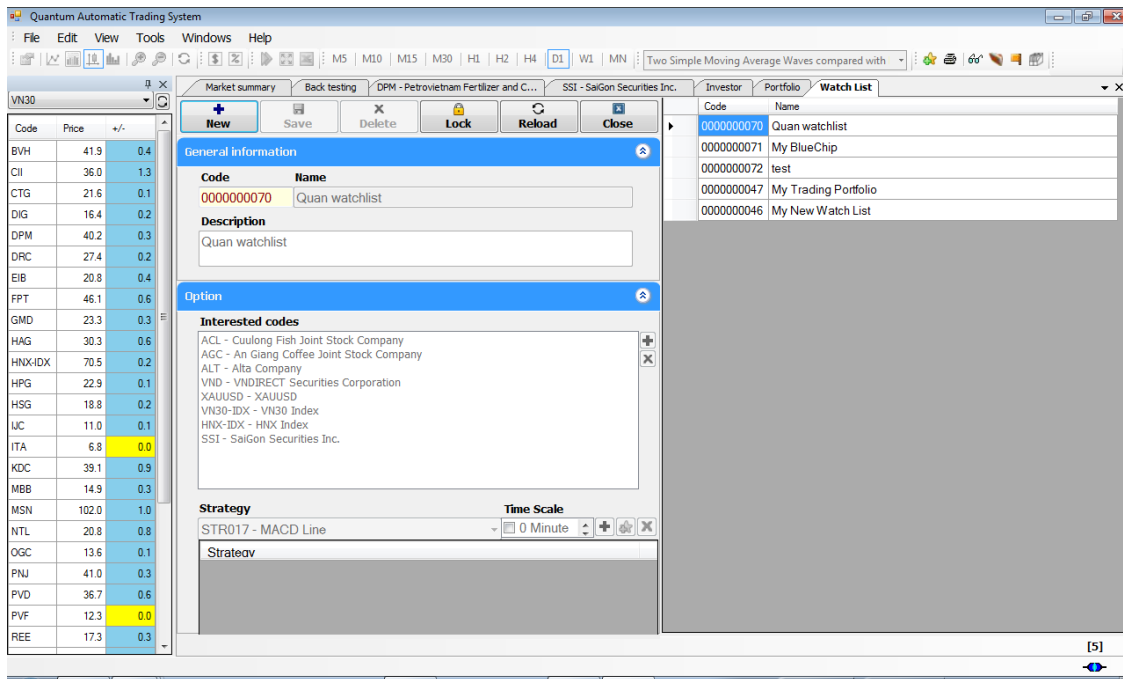 Quantum Automatic Trading System
File Edit View Tools Windows Help
M5 M10 M15 M30 H1 H2 H4 D1 W1 MN Two Simple Moving Average Waves compared with
VN30
Code Price +/-
BVH 41.9 0.4
CII 36.0 1.3
CTG 21.6 0.1
DIG 16.4 0.2
DPM 40.2 0.3
DRC 27.4 0.2
EIB 20.8 0.4
FPT 46.1 0.6
GMD 23.3 0.3
HAG 30.3 0.6
HNX-IDX 70.5 0.2
HPG 22.9 0.1
HSG 18.8 0.2
IJC 11.0 0.1
ITA 6.8 0.0
KDC 39.1 0.9
MBB 14.9 0.3
MSN 102.0 1.0
NTL 20.8 0.8
OGC 13.6 0.1
PNJ 41.0 0.3
PVD 36.7 0.6
PVF 12.3 0.0
REE 17.3 0.3
Market summary Back testing DPM - Petrovietnam Fertilizer and C... SSI - SaiGon Securities Inc. Investor Portfolio Watch List
New Save Delete Lock Reload Close
General information
Code Name
0000000070 Quan watchlist
Description
Quan watchlist
Option
Interested codes
ACL - Cuulong Fish Joint Stock Company
AGC - An Giang Coffee Joint Stock Company
ALT - Alta Company
VND - VNDIRECT Securities Corporation
XAUUSD - XAUUSD
VN30-IDX - VN30 Index
HNX-IDX - HNX Index
SSI - SaiGon Securities Inc.
Strategy Time Scale
STR017 - MACD Line 0 Minute
Strategy
Code Name
0000000070 Quan watchlist
0000000071 My BlueChip
0000000072 test
0000000047 My Trading Portfolio
0000000046 My New Watch List
[5]